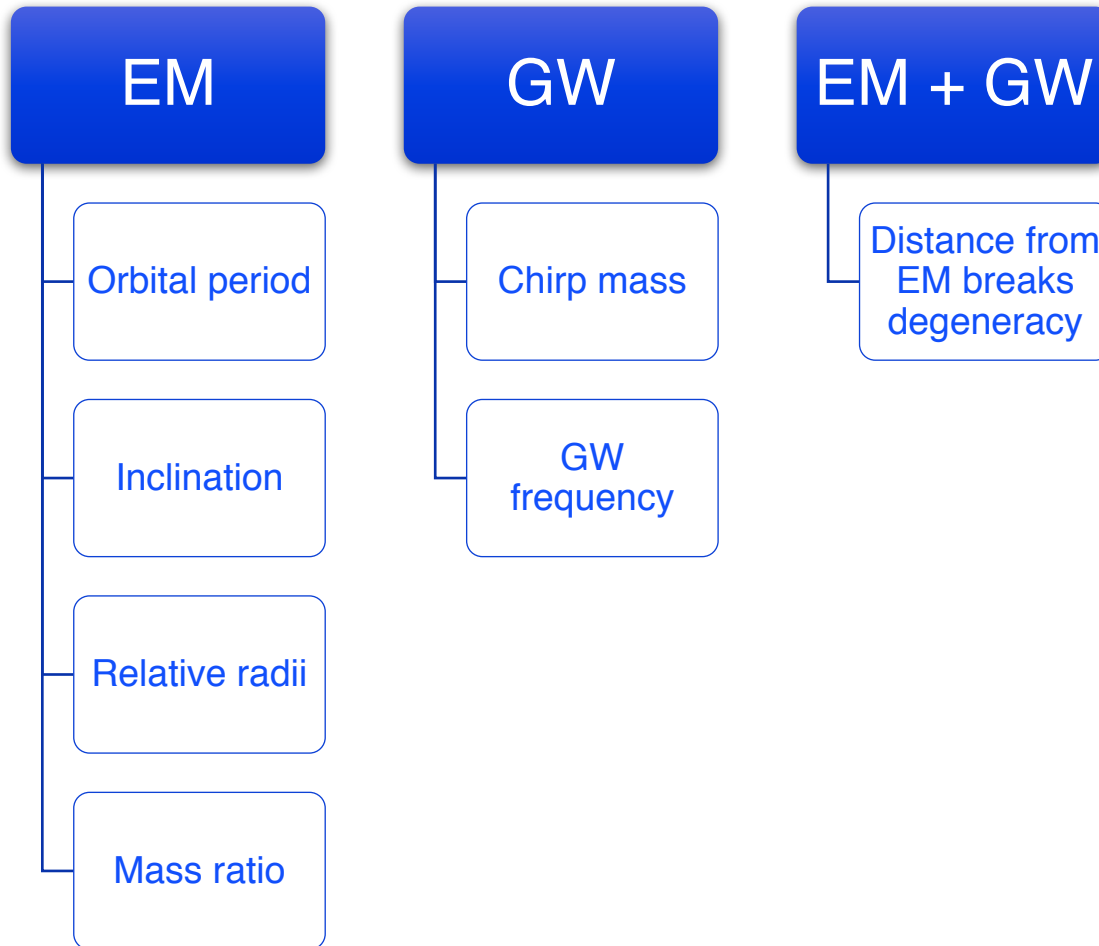 EM
Orbital period
Inclination
Relative radii
Mass ratio
GW
Chirp mass
GW
frequency
EM + GW
Distance from
EM breaks
degeneracy